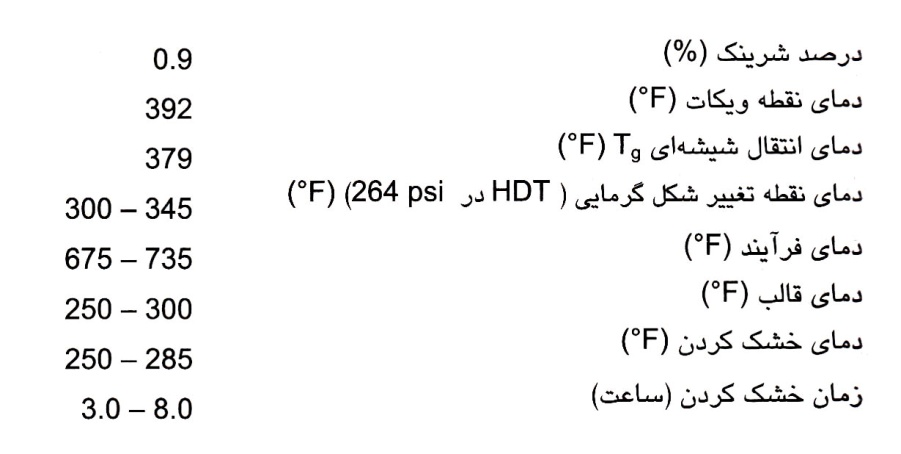 درصد شرینک (%) 0.9
دمای نقطه ویکات (°F) 392
دمای انتقال شیشه‌ای Tg (°F) 379
دمای نقطه تغییر شکل گرمایی ( HDT در 264 psi) (°F) 300 – 345
دمای فرآیند (°F) 675 – 735
دمای قالب (°F) 250 – 300
دمای خشک کردن (°F) 250 – 285
زمان خشک کردن (ساعت) 3.0 – 8.0